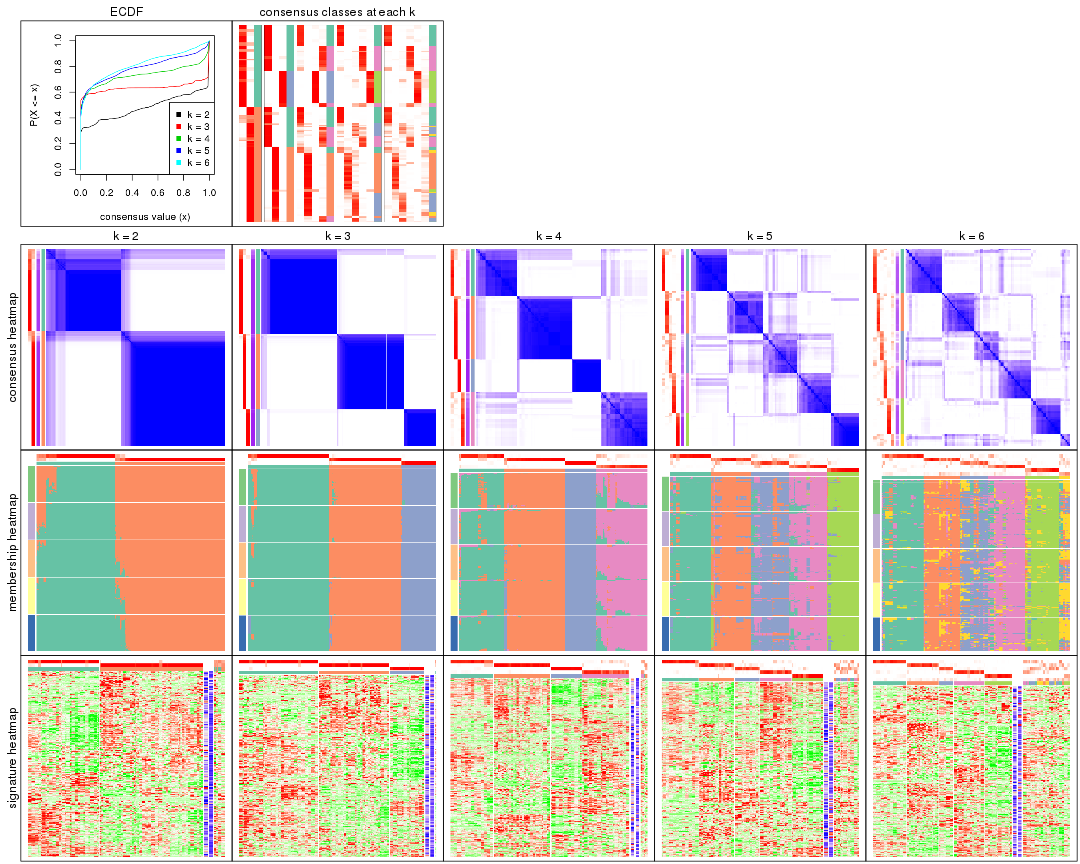 ECDF
consensus classes at each k
P(X <= x)
0.0 0.2 0.4 0.6 0.8 1.0
k = 2
k = 3
k = 4
k = 5
k = 6
0.0 0.2 0.4 0.6 0.8 1.0
consensus value (x)
k = 2
k = 3
k = 4
k = 5
k = 6
consensus heatmap
membership heatmap
signature heatmap